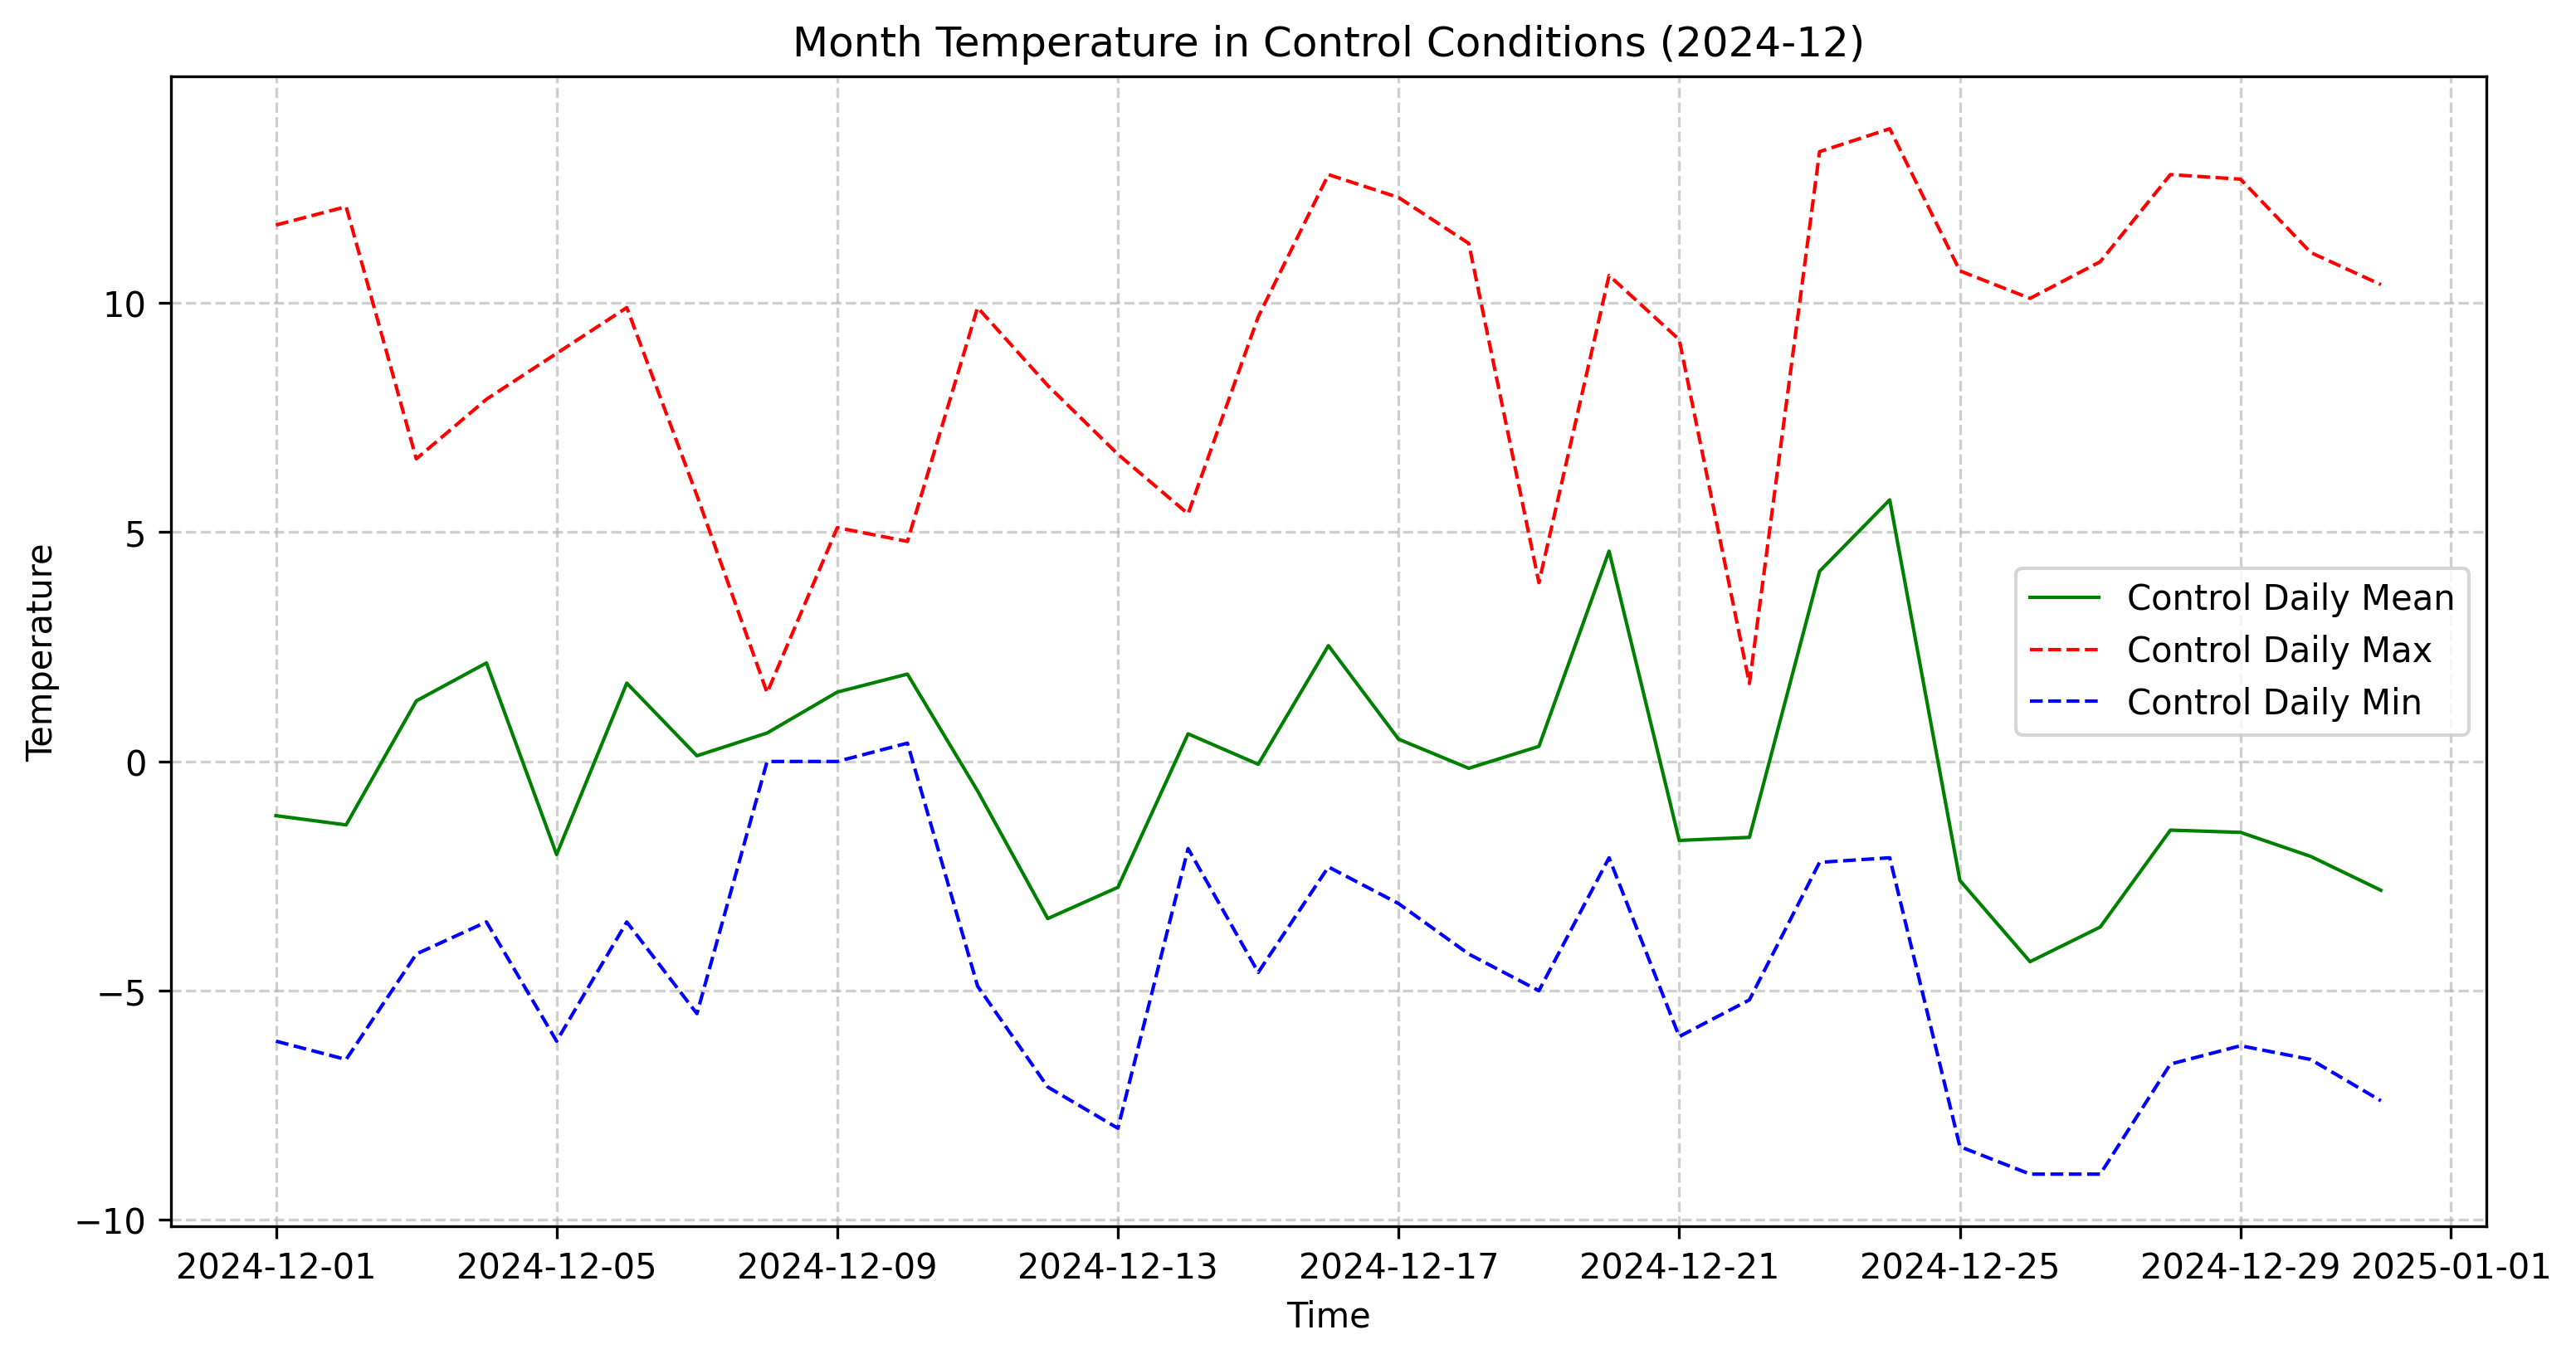 Month Temperature in Control Conditions (2024-12)
Temperature
10
5
0
−5
−10
Control Daily Mean
Control Daily Max
Control Daily Min
2024-12-01 2024-12-05 2024-12-09 2024-12-13 2024-12-17 2024-12-21 2024-12-25 2024-12-29 2025-01-01
Time